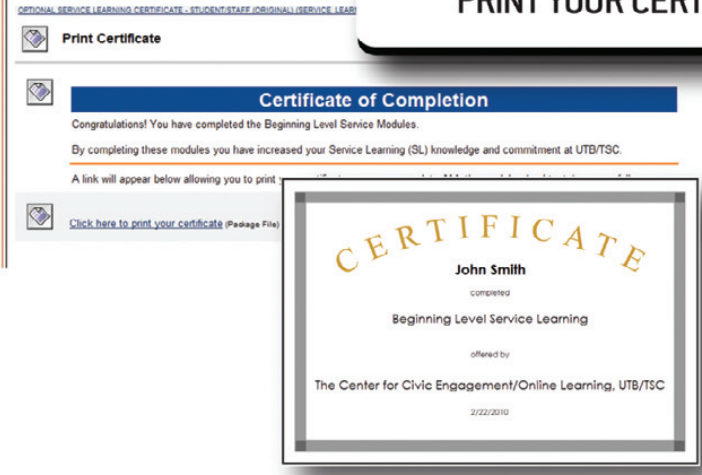 OPTIONAL SERVICE LEARNING CERTIFICATE - STUDENT/STAFF (ORIGINAL) (SERVICE
PRINT YOUR
Print Certificate
Certificate of Completion
Congratulations! You have completed the Beginning Level Service Modules.
By completing these modules you have increased your Service Learning (SL) knowledge and commitment at UTB/TSC.
A link will appear below allowing you to print
Click here to print your certificate (Package File)
CERTIFICATE
John Smith
completed
Beginning Level Service Learning
offered by
The Center for Civic Engagement/Online Learning, UTB/TSC
2/22/2010